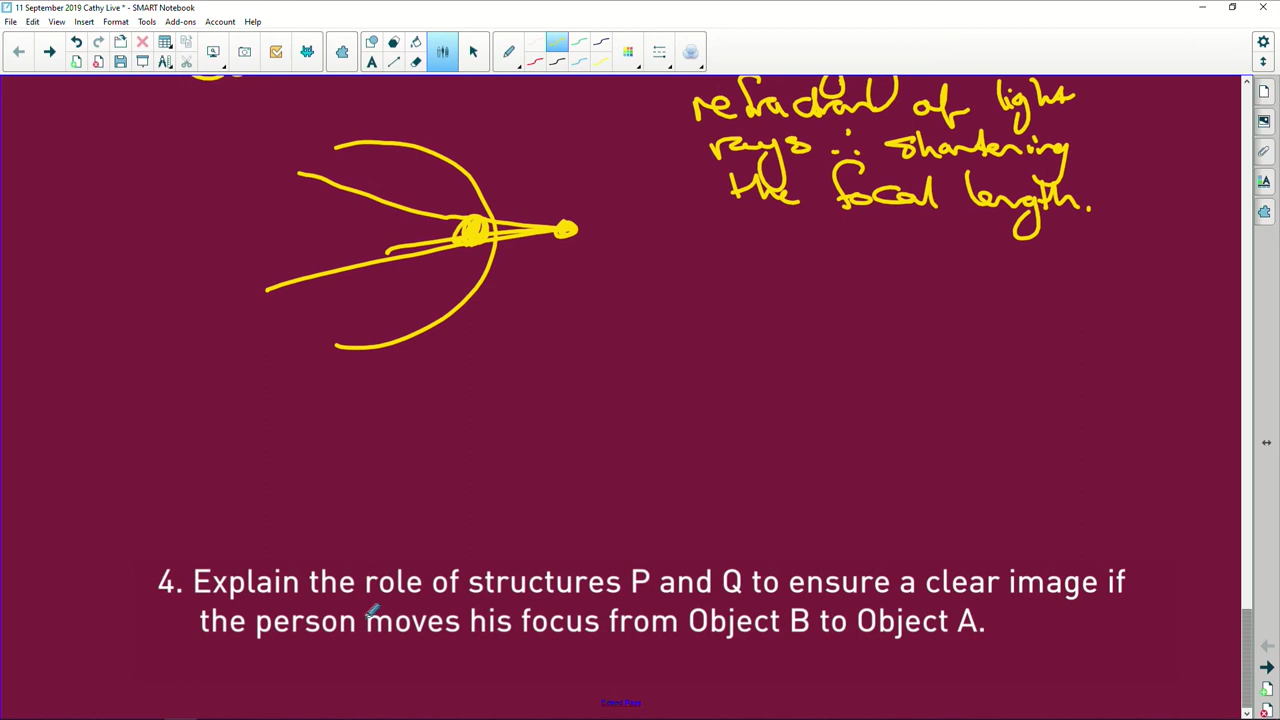 11 September 2019 Cathy Live * - SMART Notebook
File Edit View Insert Format Tools Add-ons Account Help
refraction of light
rays ∴ shortening
the focal length.
4. Explain the role of structures P and Q to ensure a clear image if
the person moves his focus from Object B to Object A.
Extend Page